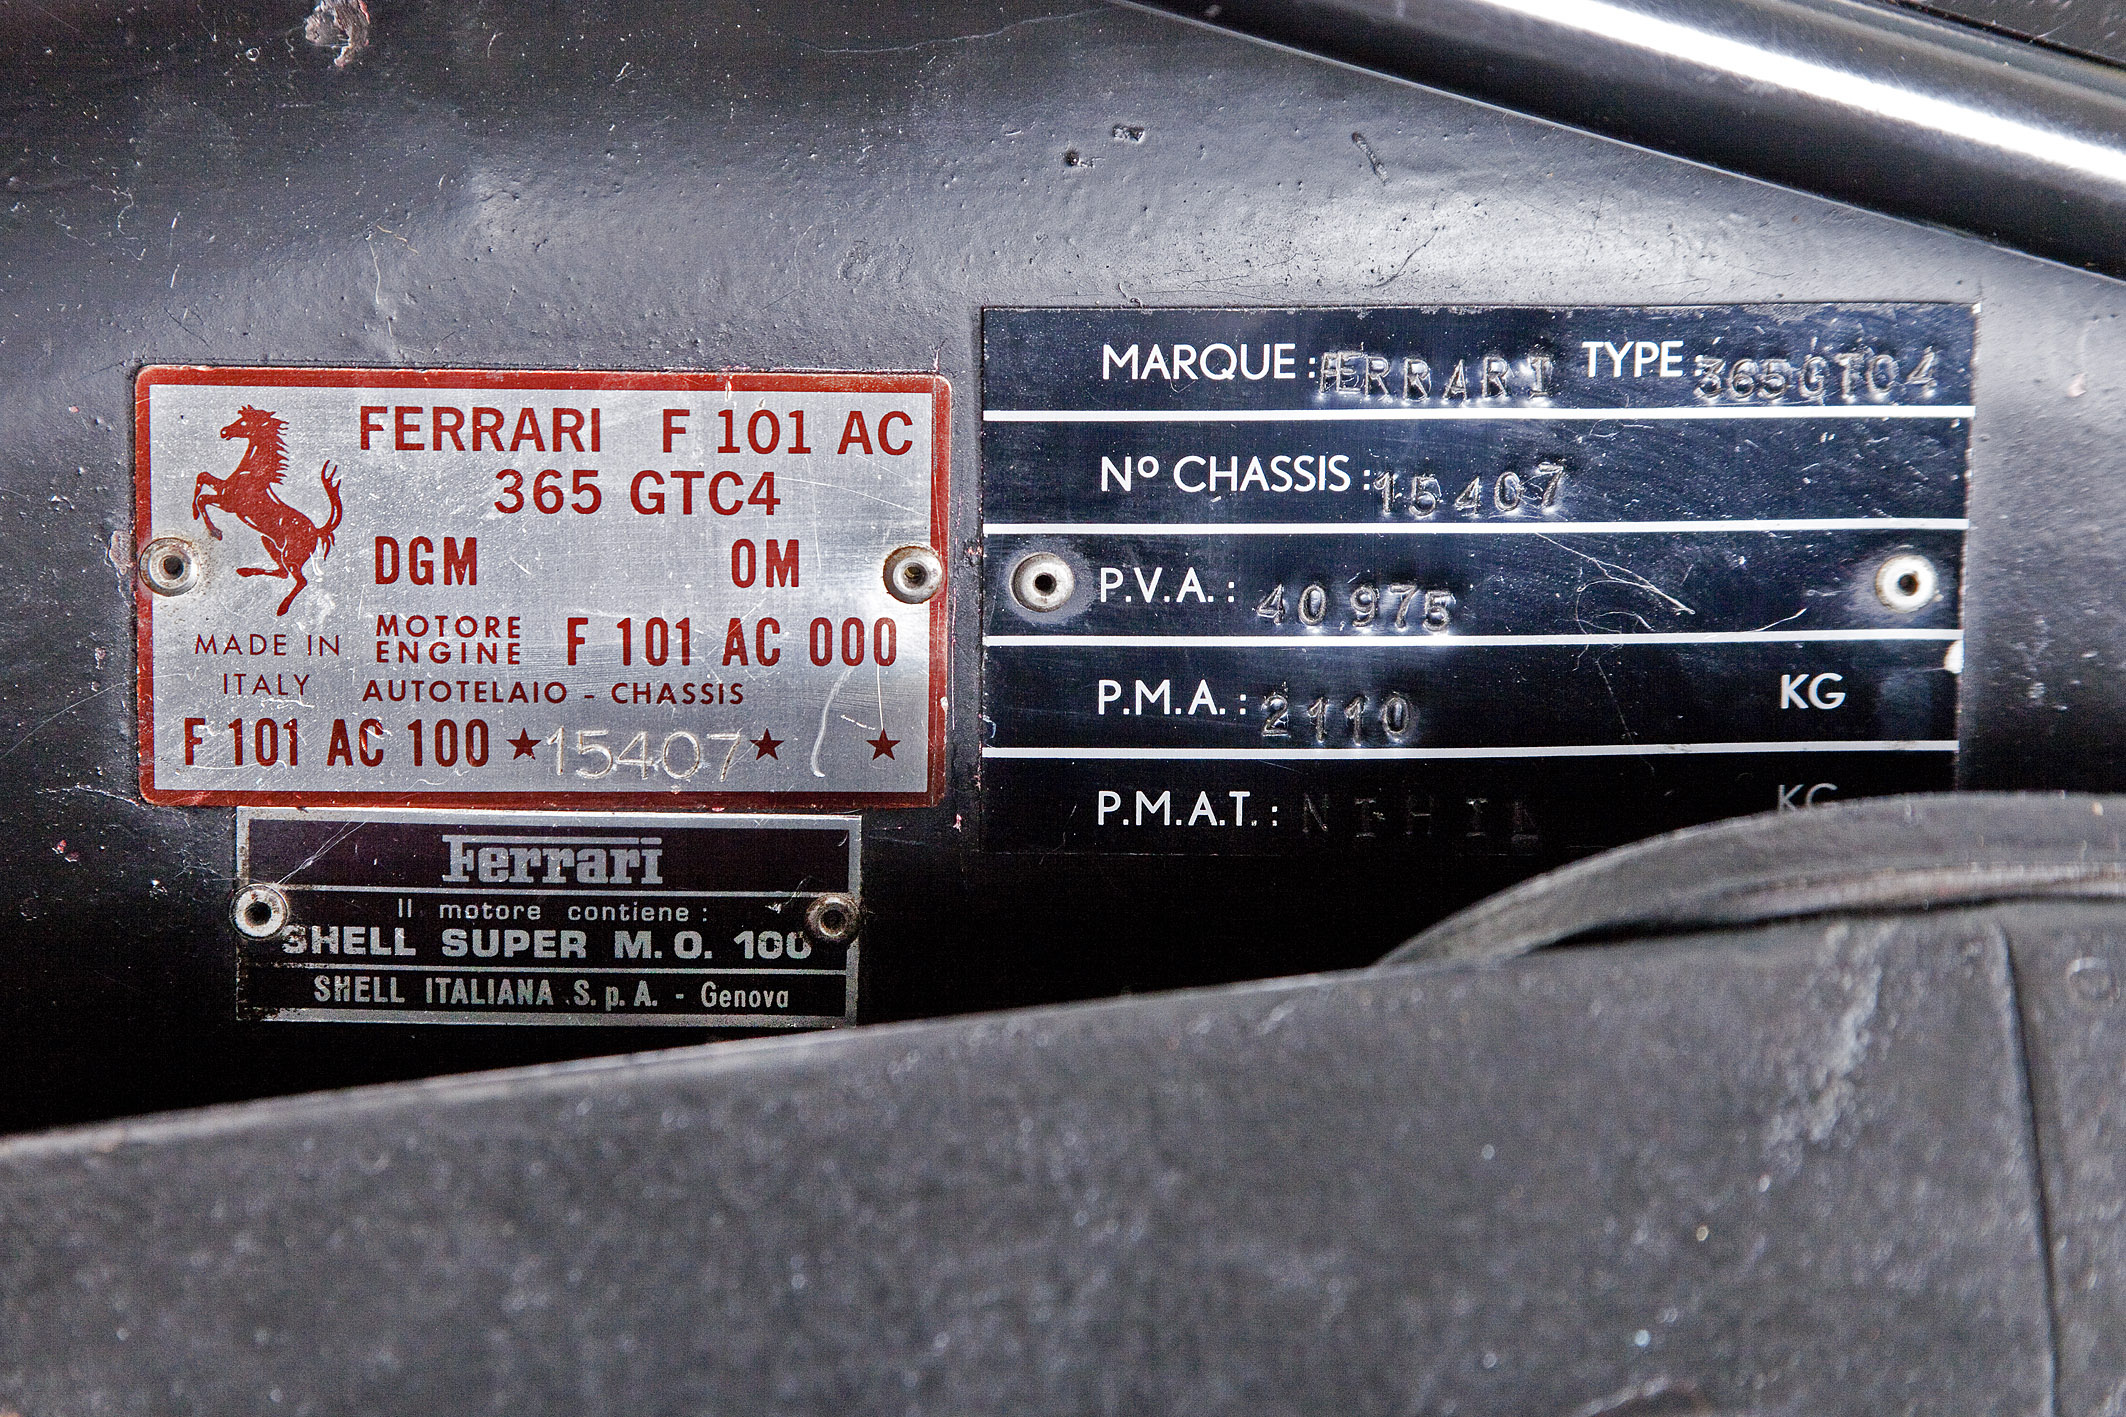 FERRARI F 101 AC
365 GTC4
DGM OM
MADE IN
ITALY
MOTORE
ENGINE
F 101 AC 000
AUTOTELAIO - CHASSIS
F 101 AC 100 ★15407★ ★
Ferrari
Il motore contiene:
SHELL SUPER M.O. 100
SHELL ITALIANA S.p.A. - Genova
MARQUE: FERRARI TYPE: 365GTC4
Nº CHASSIS: 15407
P.V.A.: 40975
P.M.A.: 2110 KG
P.M.A.T.: NIHIL KG